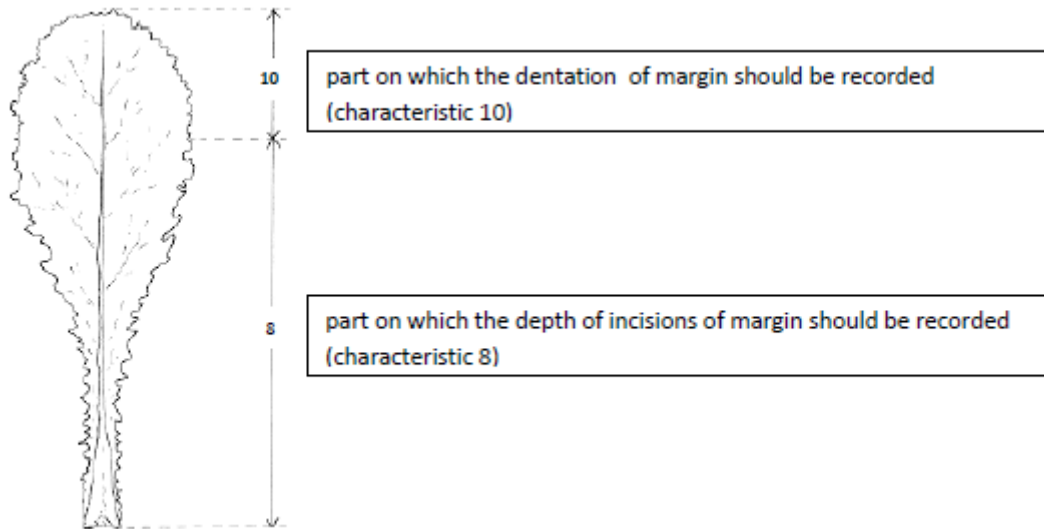 10
part on which the dentation of margin should be recorded
(characteristic 10)
8
part on which the depth of incisions of margin should be recorded
(characteristic 8)